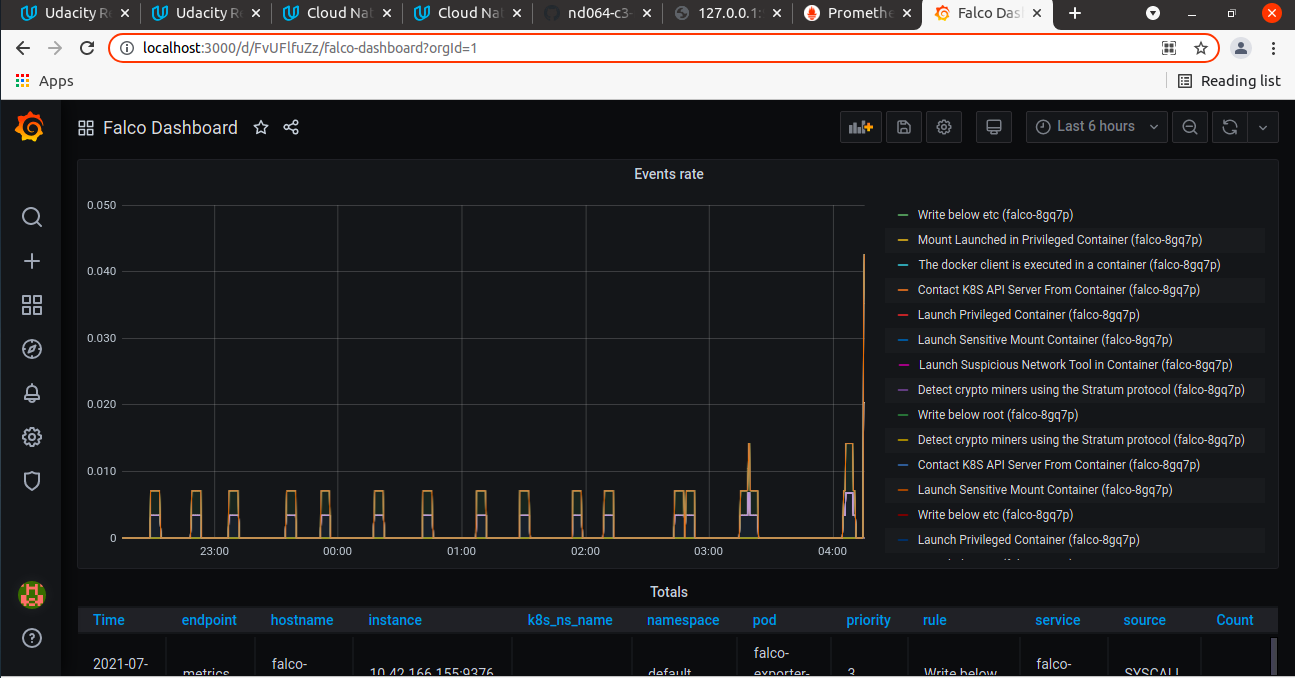 Udacity R
Udacity R
Cloud Nat
Cloud Nat
nd064-c3-
127.0.0.1:
Prometh
Falco Das
localhost:3000/d/FvUFlfuZz/falco-dashboard?orgId=1
Apps
Reading list
Falco Dashboard
Last 6 hours
Events rate
0.050
0.040
0.030
0.020
0.010
0
23:00
00:00
01:00
02:00
03:00
04:00
Write below etc (falco-8gq7p)
Mount Launched in Privileged Container (falco-8gq7p)
The docker client is executed in a container (falco-8gq7p)
Contact K8S API Server From Container (falco-8gq7p)
Launch Privileged Container (falco-8gq7p)
Launch Sensitive Mount Container (falco-8gq7p)
Launch Suspicious Network Tool in Container (falco-8gq7p)
Detect crypto miners using the Stratum protocol (falco-8gq7p)
Write below root (falco-8gq7p)
Detect crypto miners using the Stratum protocol (falco-8gq7p)
Contact K8S API Server From Container (falco-8gq7p)
Launch Sensitive Mount Container (falco-8gq7p)
Write below etc (falco-8gq7p)
Launch Privileged Container (falco-8gq7p)
Totals
Time endpoint hostname instance k8s_ns_name namespace pod priority rule service source Count
falco-
2021-07- falco- falco-
metrics 10.42.166.155:9376 default exporter- 3 Write below SYSCALL